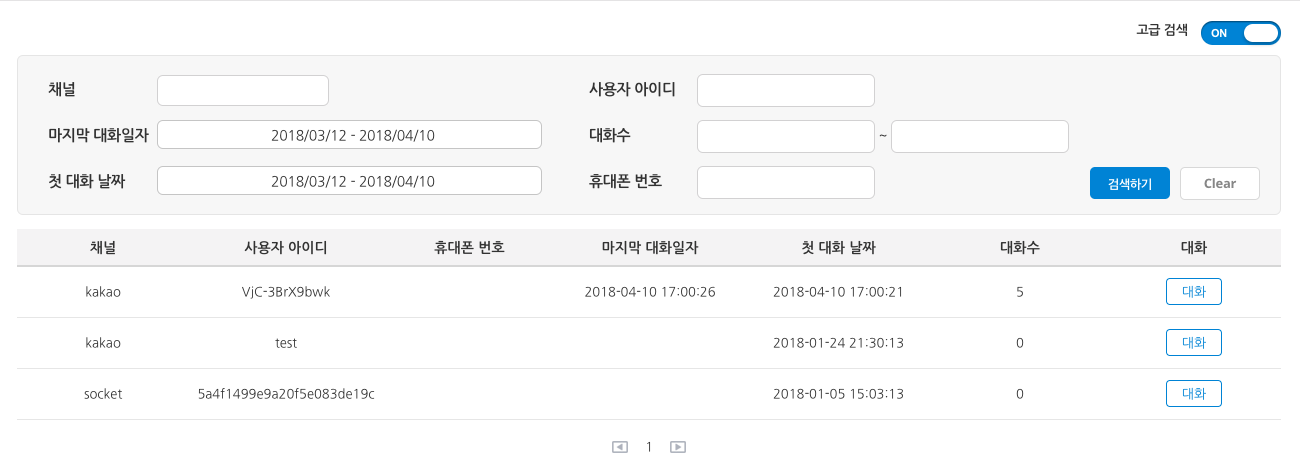 고급 검색 ON
채널 사용자 아이디
마지막 대화일자 2018/03/12 - 2018/04/10 대화수 ~
첫 대화 날짜 2018/03/12 - 2018/04/10 휴대폰 번호 검색하기 Clear
채널 사용자 아이디 휴대폰 번호 마지막 대화일자 첫 대화 날짜 대화수 대화
kakao VjC-3BrX9bwk 2018-04-10 17:00:26 2018-04-10 17:00:21 5 대화
kakao test 2018-01-24 21:30:13 0 대화
socket 5a4f1499e9a20f5e083de19c 2018-01-05 15:03:13 0 대화
1